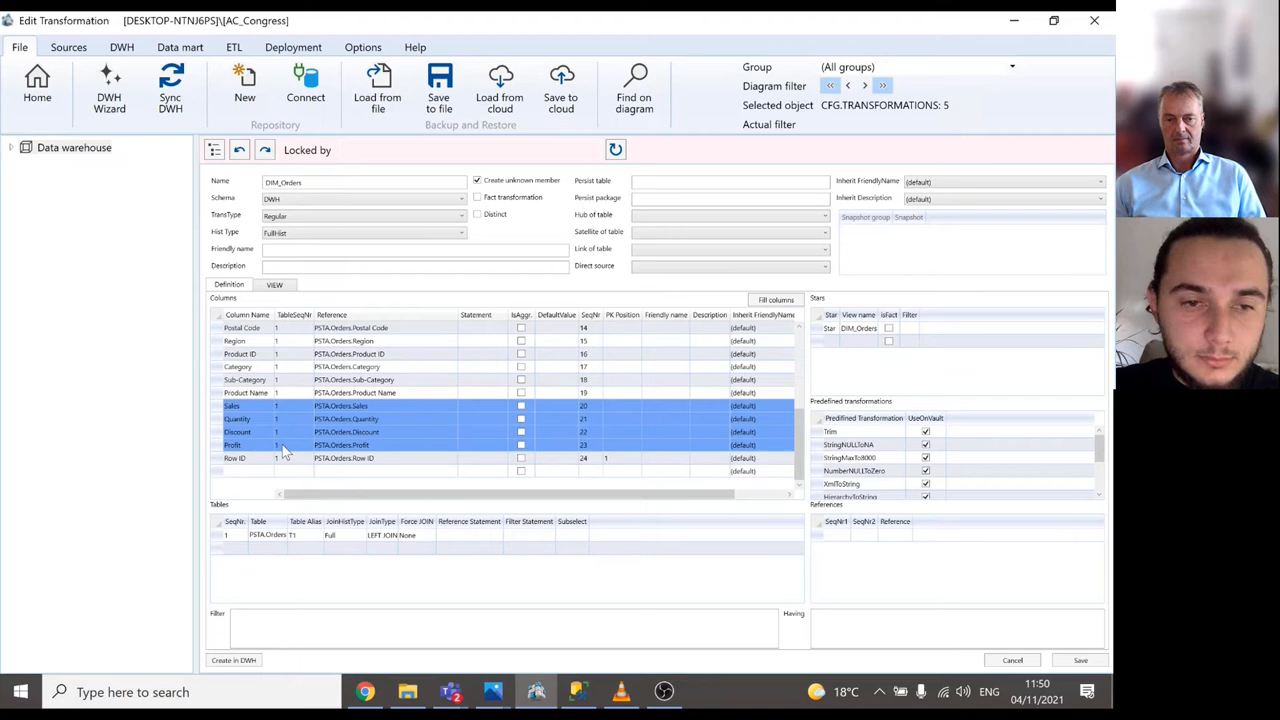 Edit Transformation [DESKTOP-NTNJ6PS]\[AC_Congress]
File Sources DWH Data mart ETL Deployment Options Help
Home
DWH Wizard
Sync DWH
New
Connect
Repository
Load from file
Save to file
Load from cloud
Save to cloud
Backup and Restore
Find on diagram
Group (All groups)
Diagram filter
Selected object CFG.TRANSFORMATIONS: 5
Actual filter
Data warehouse
Locked by
Name DIM_Orders
Schema DWH
TransType Regular
Hist Type FullHist
Friendly name
Description
Create unknown member
Fact transformation
Distinct
Persist table
Persist package
Hub of table
Satellite of table
Link of table
Direct source
Inherit FriendlyName (default)
Inherit Description (default)
Snapshot group Snapshot
Definition VIEW
Columns
Fill columns
Column Name TableSeqNr Reference Statement IsAggr. DefaultValue SeqNr PK Position Friendly name Description Inherit FriendlyName
Postal Code 1 PSTA.Orders.Postal Code 14 (default)
Region 1 PSTA.Orders.Region 15 (default)
Product ID 1 PSTA.Orders.Product ID 16 (default)
Category 1 PSTA.Orders.Category 17 (default)
Sub-Category 1 PSTA.Orders.Sub-Category 18 (default)
Product Name 1 PSTA.Orders.Product Name 19 (default)
Sales 1 PSTA.Orders.Sales 20 (default)
Quantity 1 PSTA.Orders.Quantity 21 (default)
Discount 1 PSTA.Orders.Discount 22 (default)
Profit 1 PSTA.Orders.Profit 23 (default)
Row ID 1 PSTA.Orders.Row ID 24 1 (default)
(default)
Stars
Star View name isFact Filter
Star DIM_Orders
Star
Predefined transformations
Predefined Transformation UseOnVault
Trim
StringNULLToNA
StringMaxTo8000
NumberNULLToZero
XmlToString
HierarchyToString
Tables
SeqNr. Table Table Alias JoinHistType JoinType Force JOIN Reference Statement Filter Statement Subselect
1 PSTA.Orders T1 Full LEFT JOIN None
References
SeqNr1 SeqNr2 Reference
Filter
Having
Create in DWH
Cancel
Save
Type here to search
18°C
ENG
11:50
04/11/2021